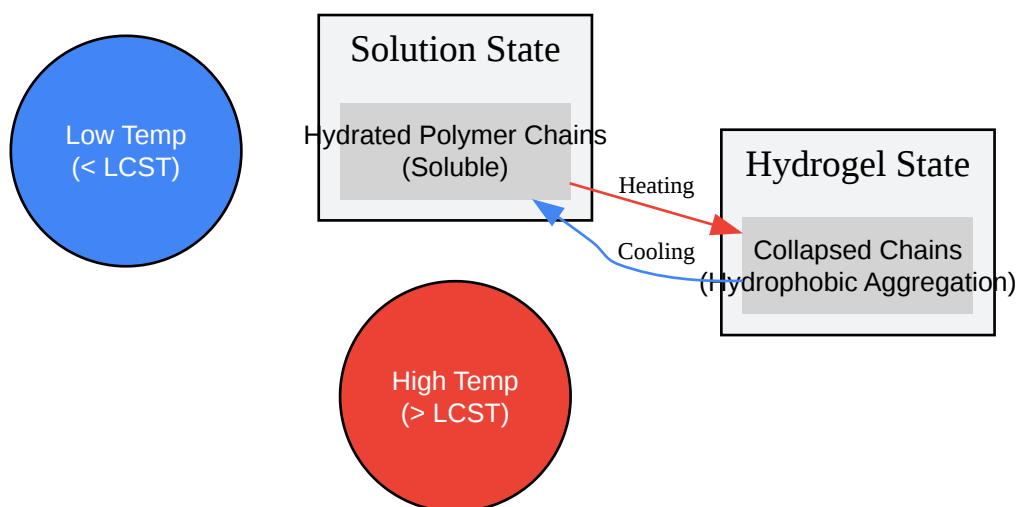 Low Temp
(< LCST)
Solution State
Hydrated Polymer Chains
(Soluble)
Heating
Cooling
Hydrogel State
Collapsed Chains
(Hydrophobic Aggregation)
High Temp
(> LCST)